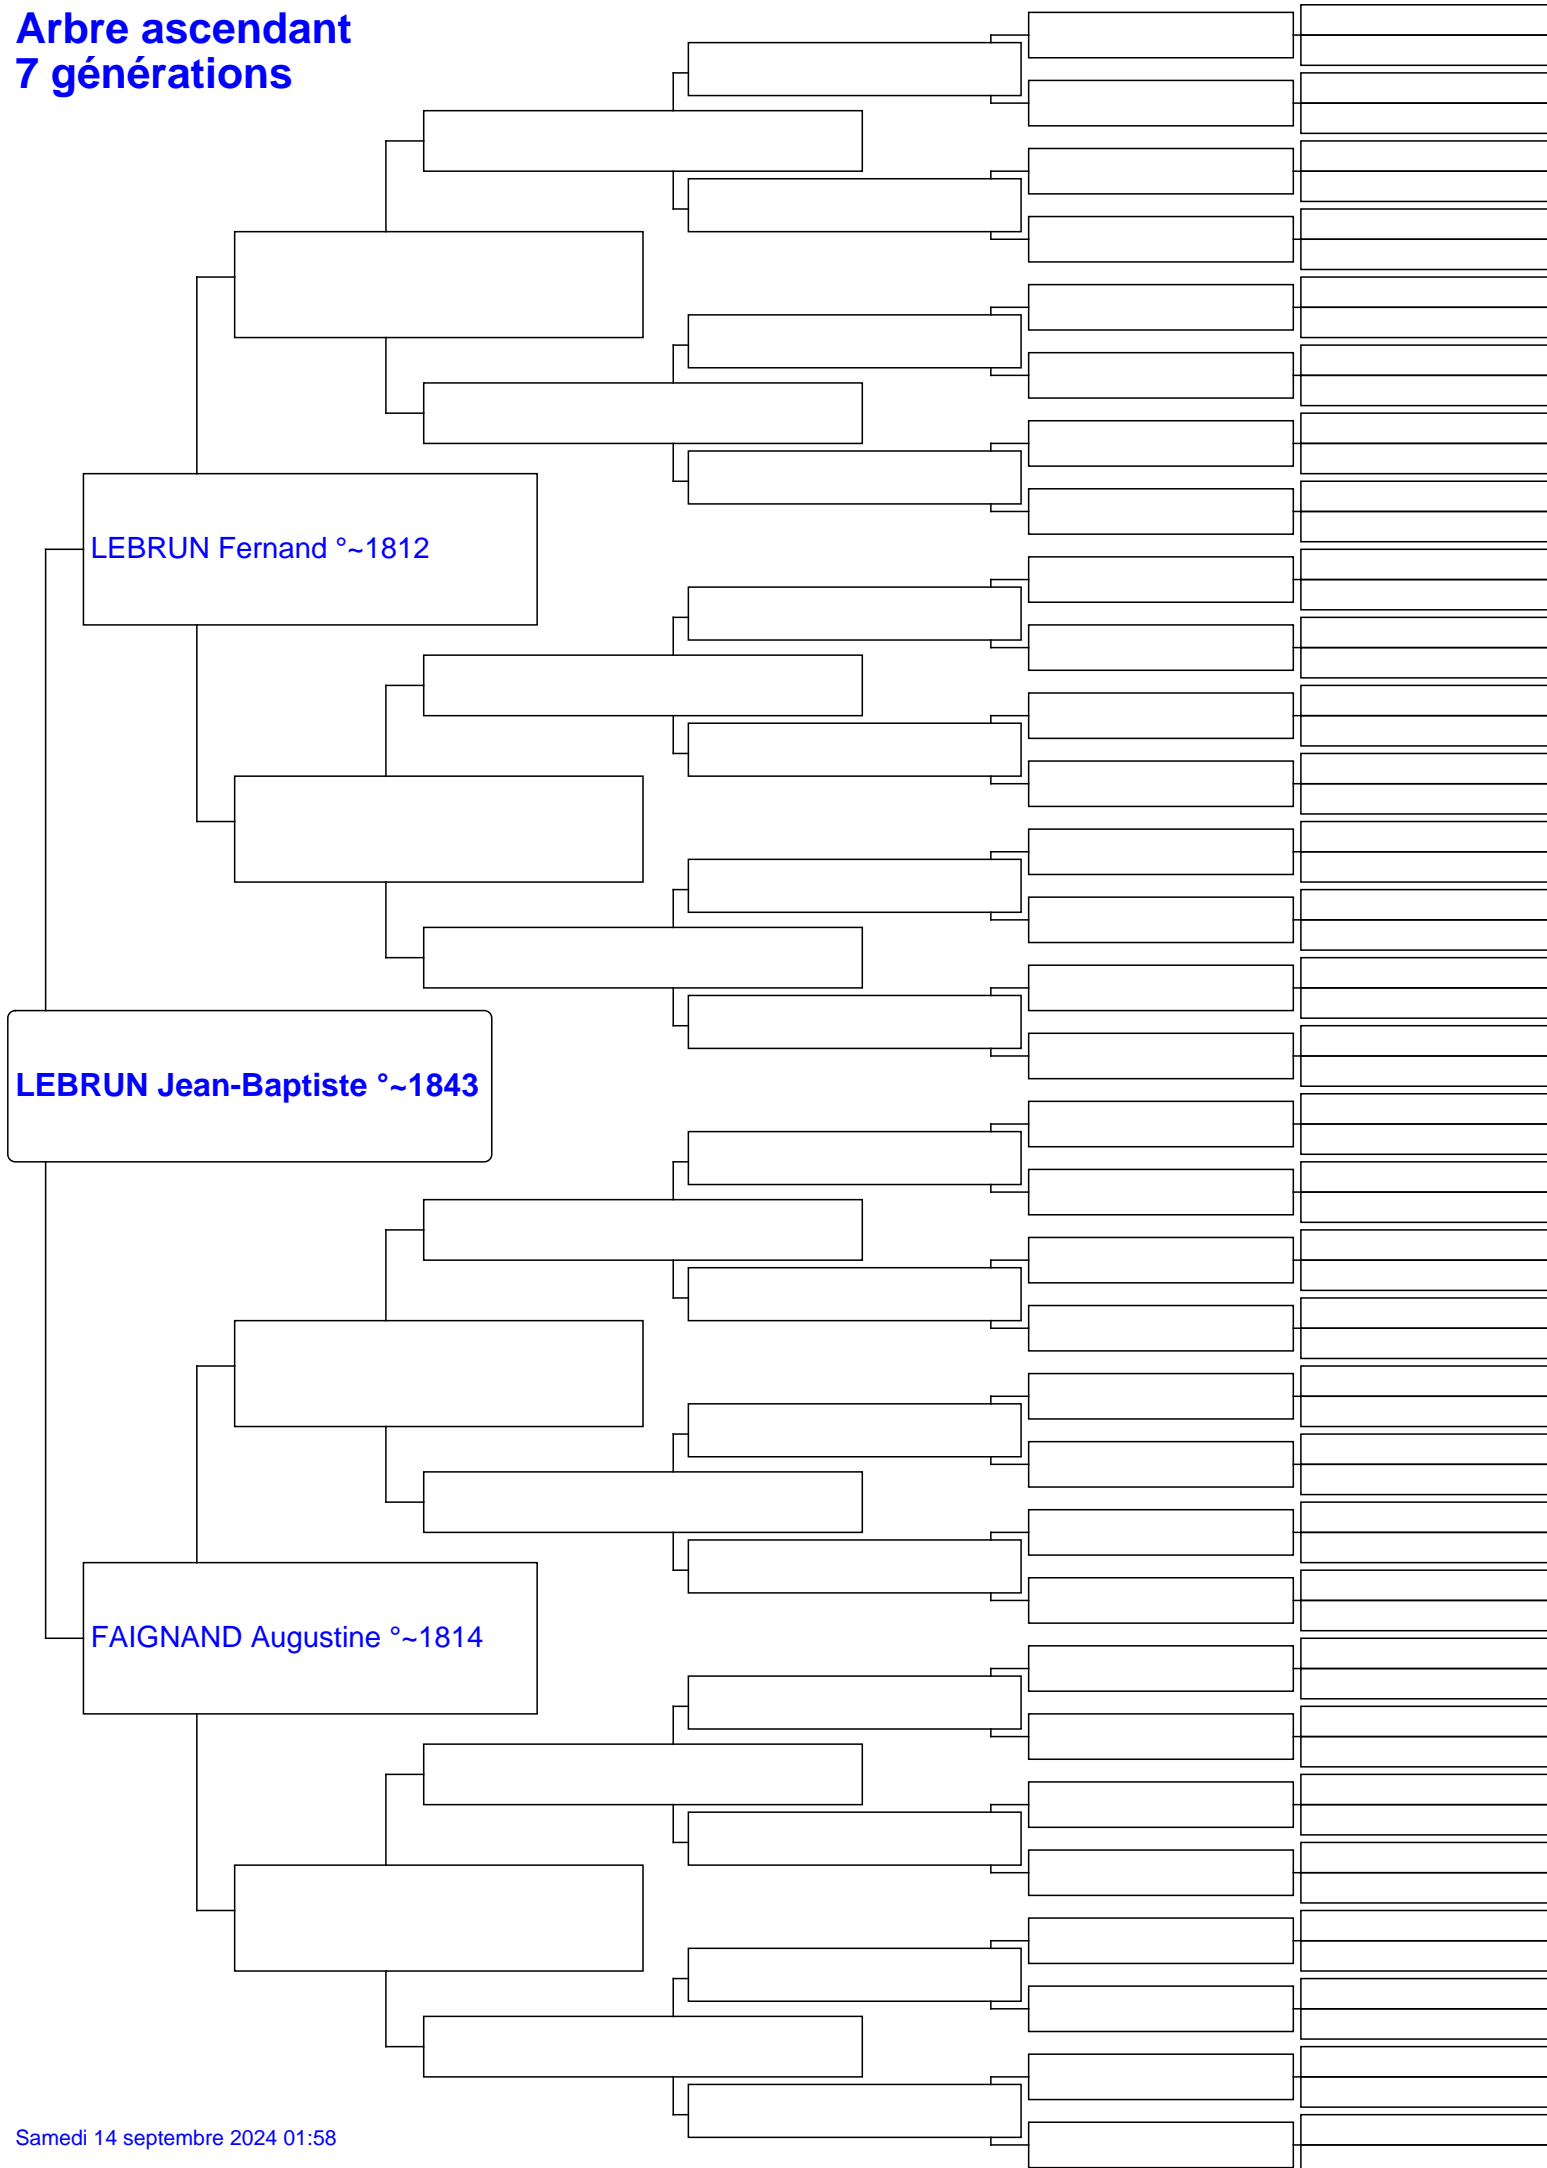 Arbre ascendant
7 générations
LEBRUN Fernand °~1812
LEBRUN Jean-Baptiste °~1843
FAIGNAND Augustine °~1814
Samedi 14 septembre 2024 01:58